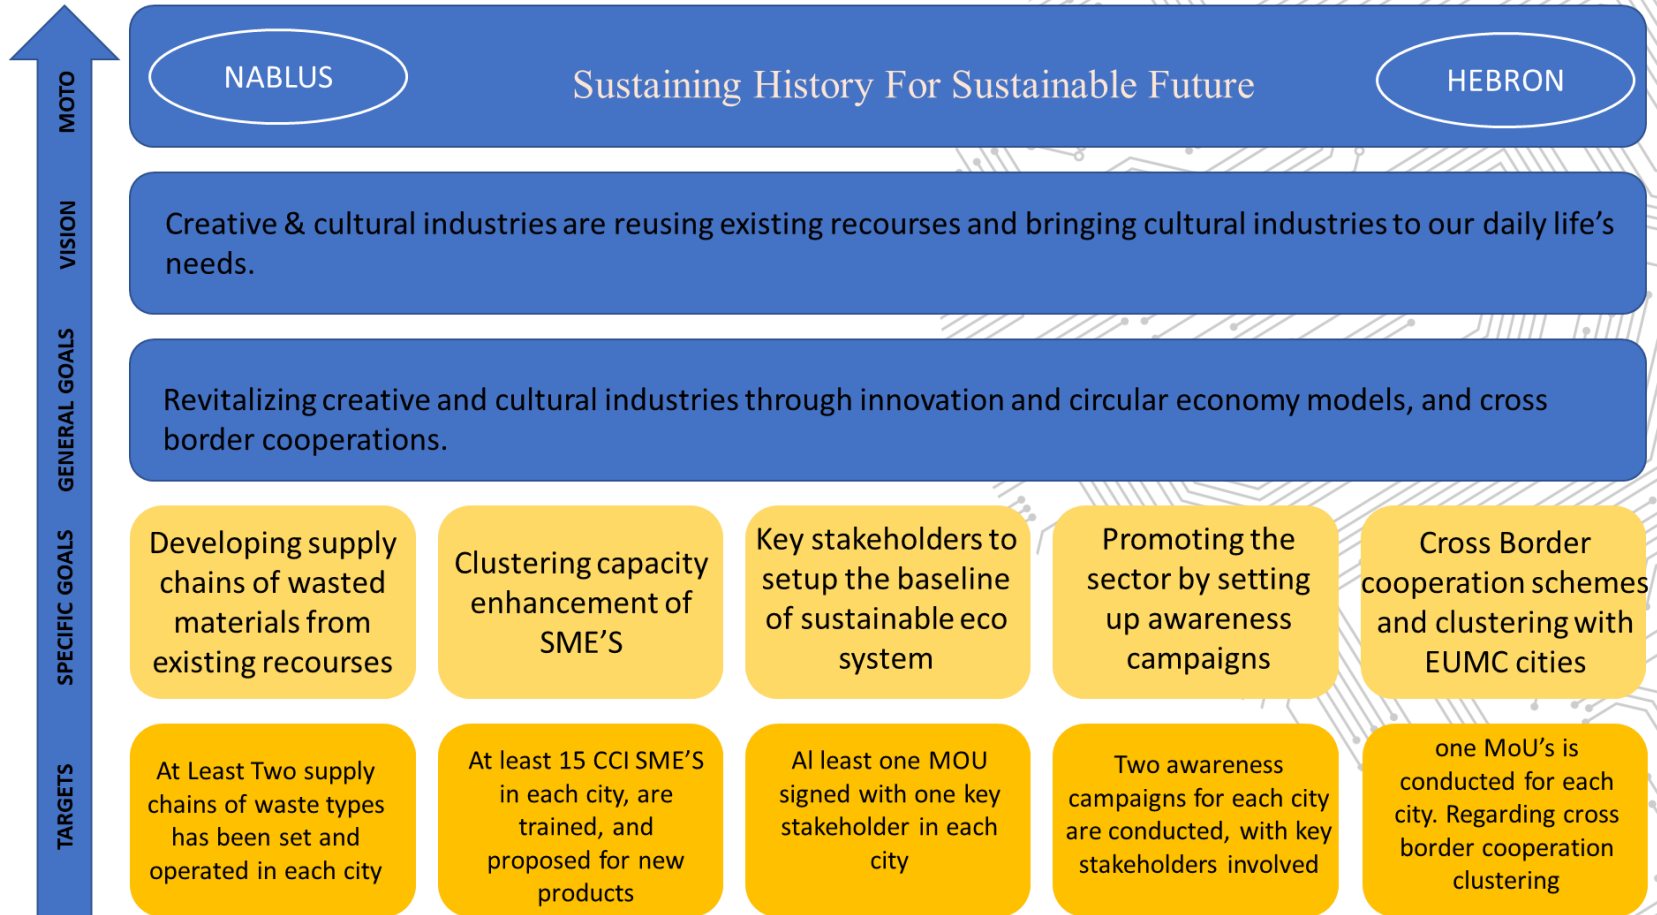 MOTO
NABLUS
Sustaining History For Sustainable Future
HEBRON
VISION
Creative & cultural industries are reusing existing recourses and bringing cultural industries to our daily life’s
needs.
GENERAL GOALS
Revitalizing creative and cultural industries through innovation and circular economy models, and cross
border cooperations.
SPECIFIC GOALS
Developing supply
chains of wasted
materials from
existing recourses
Clustering capacity
enhancement of
SME’S
Key stakeholders to
setup the baseline
of sustainable eco
system
Promoting the
sector by setting
up awareness
campaigns
Cross Border
cooperation schemes
and clustering with
EUMC cities
TARGETS
At Least Two supply
chains of waste types
has been set and
operated in each city
At least 15 CCI SME’S
in each city, are
trained, and
proposed for new
products
Al least one MOU
signed with one key
stakeholder in each
city
Two awareness
campaigns for each city
are conducted, with key
stakeholders involved
one MoU’s is
conducted for each
city. Regarding cross
border cooperation
clustering